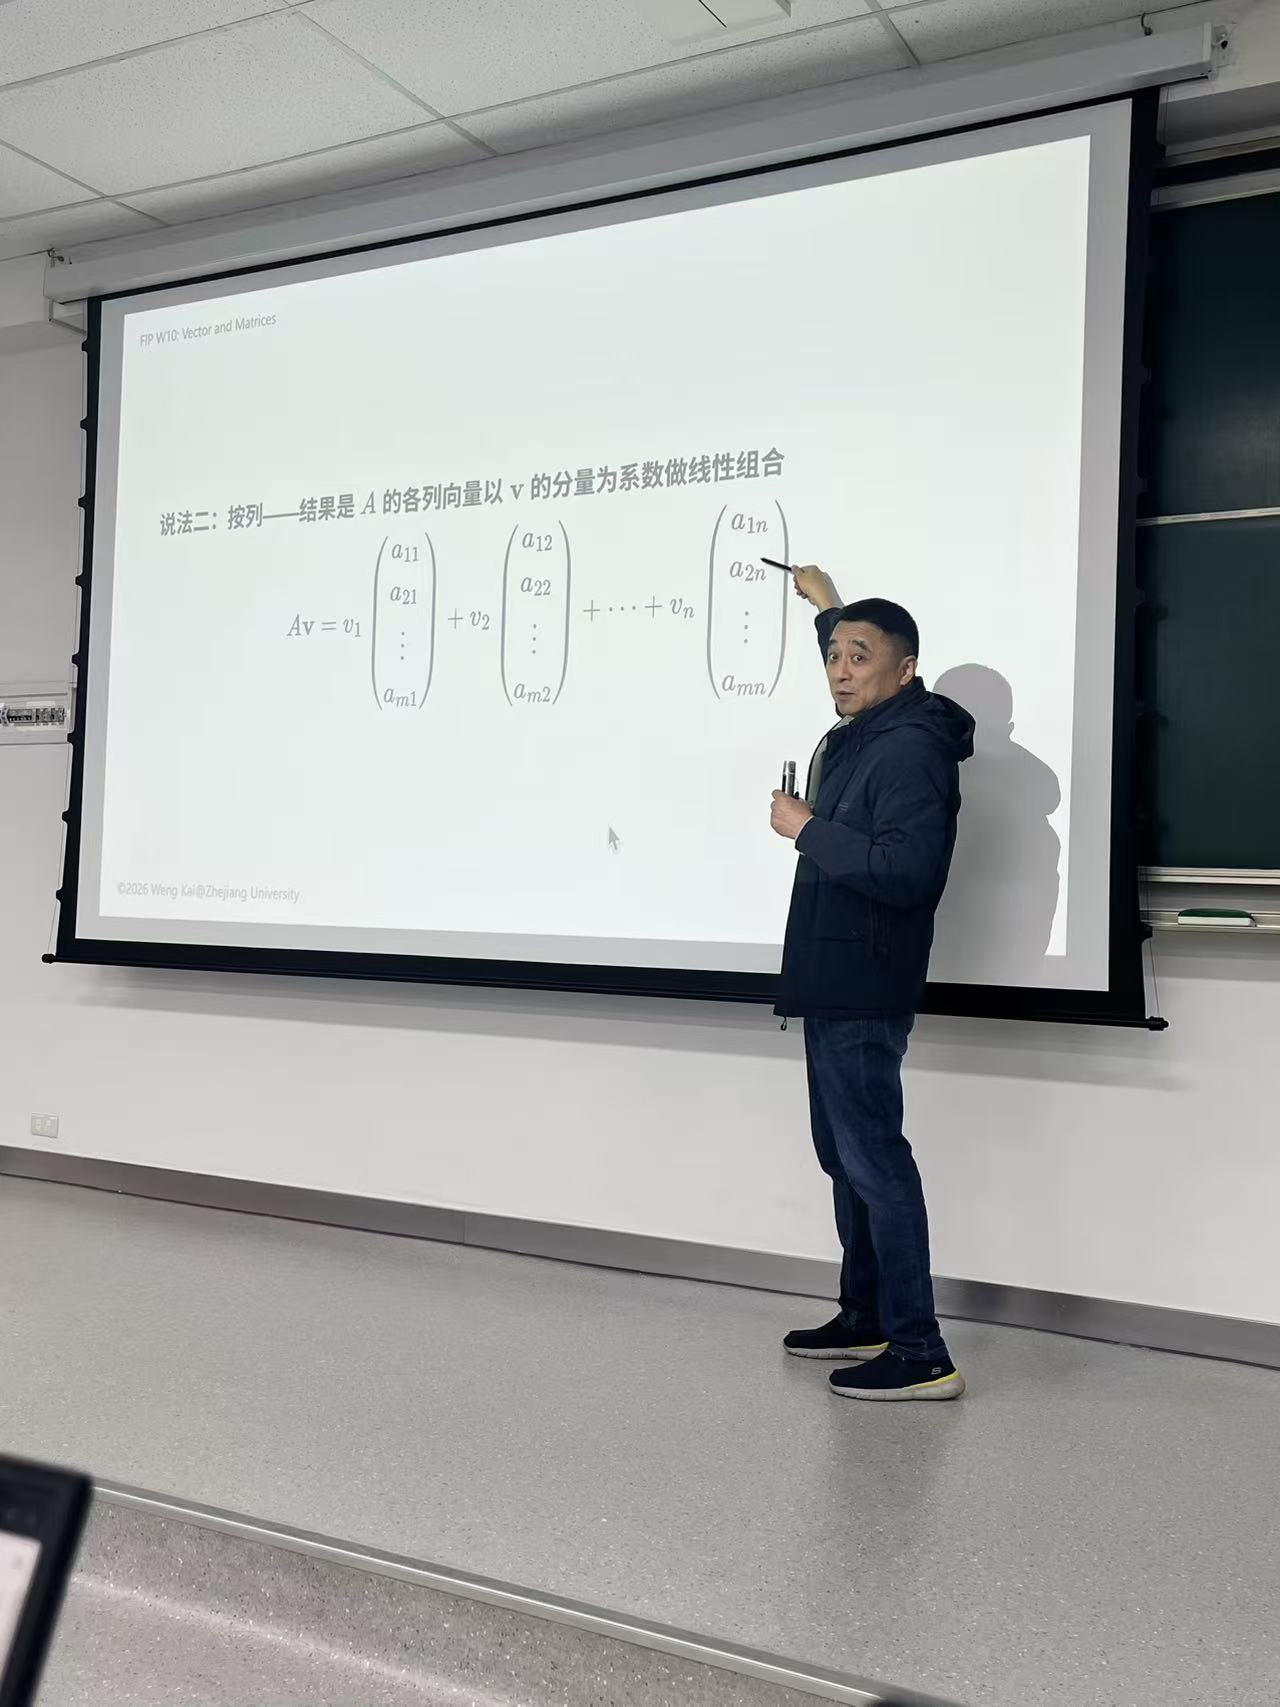 FIP W10: Vector and Matrices
说法二：按列——结果是 A 的各列向量以 v 的分量为系数做线性组合
Av = v₁ (a₁₁ a₂₁ ⋮ aₘ₁) + v₂ (a₁₂ a₂₂ ⋮ aₘ₂) + ⋯ + vₙ (a₁ₙ a₂ₙ ⋮ aₘₙ)
©2026 Weng Kai@Zhejiang University
S